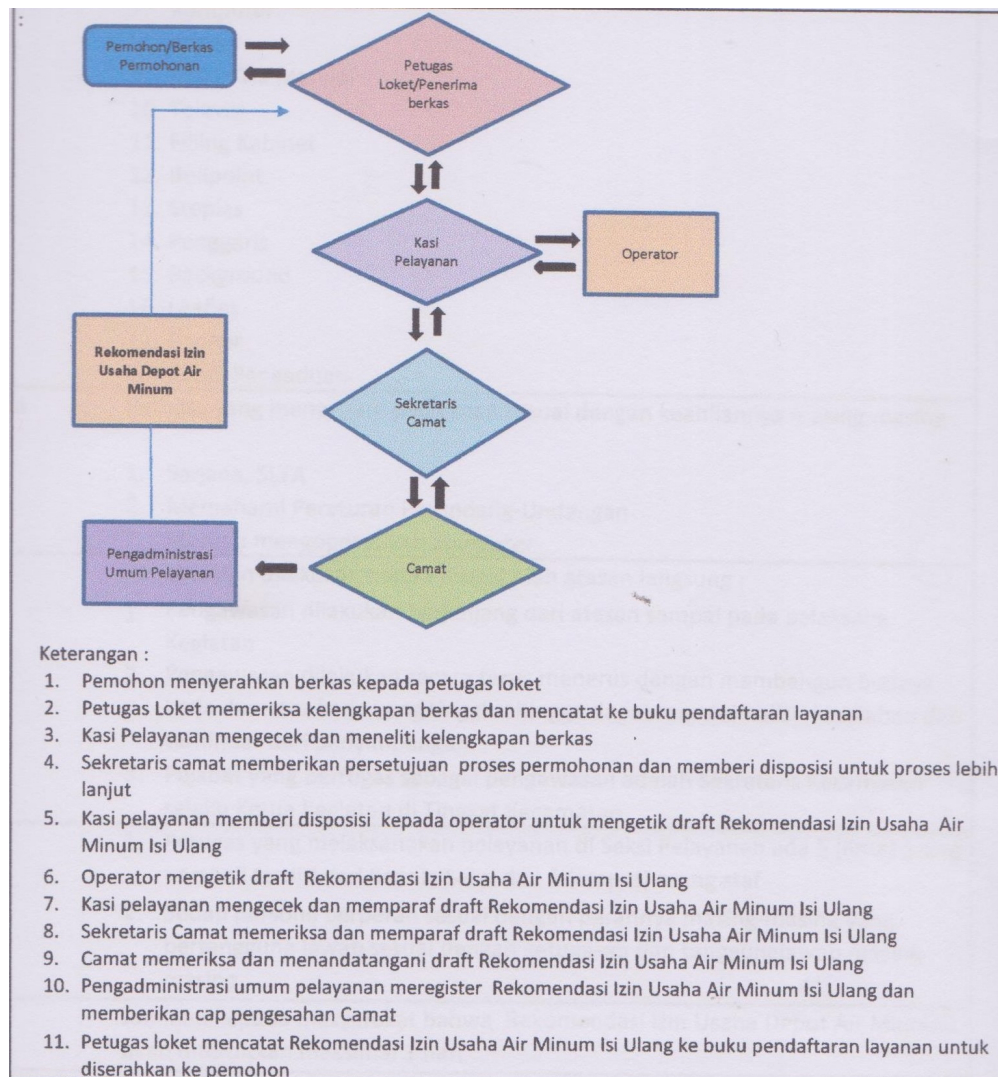 Pemohon/Berkas
Permohonan
Petugas
Loket/Penerima
berkas
Kasi
Pelayanan
Operator
Rekomendasi Izin
Usaha Depot Air
Minum
Sekretaris
Camat
Pengadministrasi
Umum Pelayanan
Camat
Keterangan :
1. Pemohon menyerahkan berkas kepada petugas loket
2. Petugas Loket memeriksa kelengkapan berkas dan mencatat ke buku pendaftaran layanan
3. Kasi Pelayanan mengecek dan meneliti kelengkapan berkas
4. Sekretaris camat memberikan persetujuan proses permohonan dan memberi disposisi untuk proses lebih
lanjut
5. Kasi pelayanan memberi disposisi kepada operator untuk mengetik draft Rekomendasi Izin Usaha Air
Minum Isi Ulang
6. Operator mengetik draft Rekomendasi Izin Usaha Air Minum Isi Ulang
7. Kasi pelayanan mengecek dan memparaf draft Rekomendasi Izin Usaha Air Minum Isi Ulang
8. Sekretaris Camat memeriksa dan memparaf draft Rekomendasi Izin Usaha Air Minum Isi Ulang
9. Camat memeriksa dan menandatangani draft Rekomendasi Izin Usaha Air Minum Isi Ulang
10. Pengadministrasi umum pelayanan meregister Rekomendasi Izin Usaha Air Minum Isi Ulang dan
memberikan cap pengesahan Camat
11. Petugas loket mencatat Rekomendasi Izin Usaha Air Minum Isi Ulang ke buku pendaftaran layanan untuk
diserahkan ke pemohon